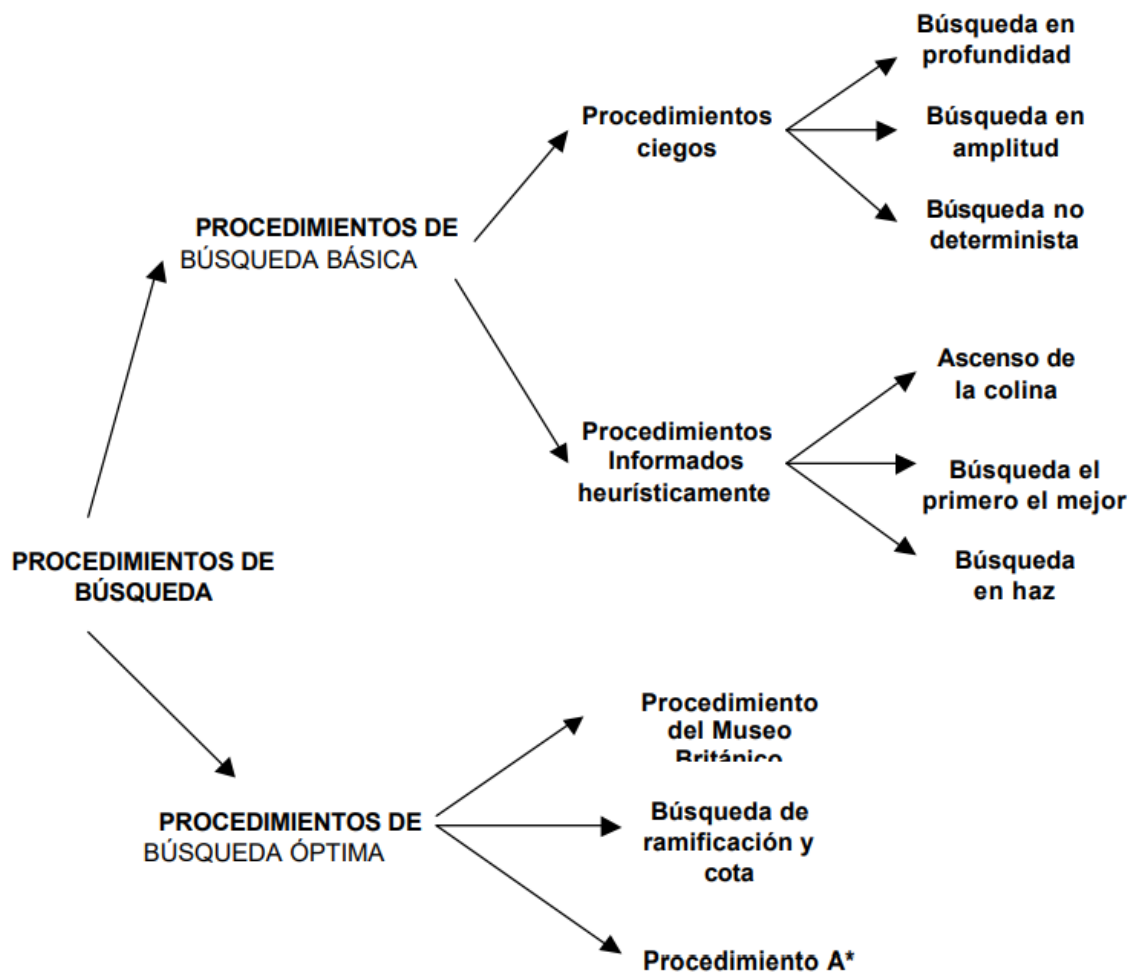 Búsqueda en
profundidad
Procedimientos
ciegos
Búsqueda en
amplitud
Búsqueda no
determinista
PROCEDIMIENTOS DE
BÚSQUEDA BÁSICA
Ascenso de
la colina
Procedimientos
Informados
heurísticamente
Búsqueda el
primero el mejor
Búsqueda
en haz
PROCEDIMIENTOS DE
BÚSQUEDA
Procedimiento
del Museo
Británico
PROCEDIMIENTOS DE
BÚSQUEDA ÓPTIMA
Búsqueda de
ramificación y
cota
Procedimiento A*